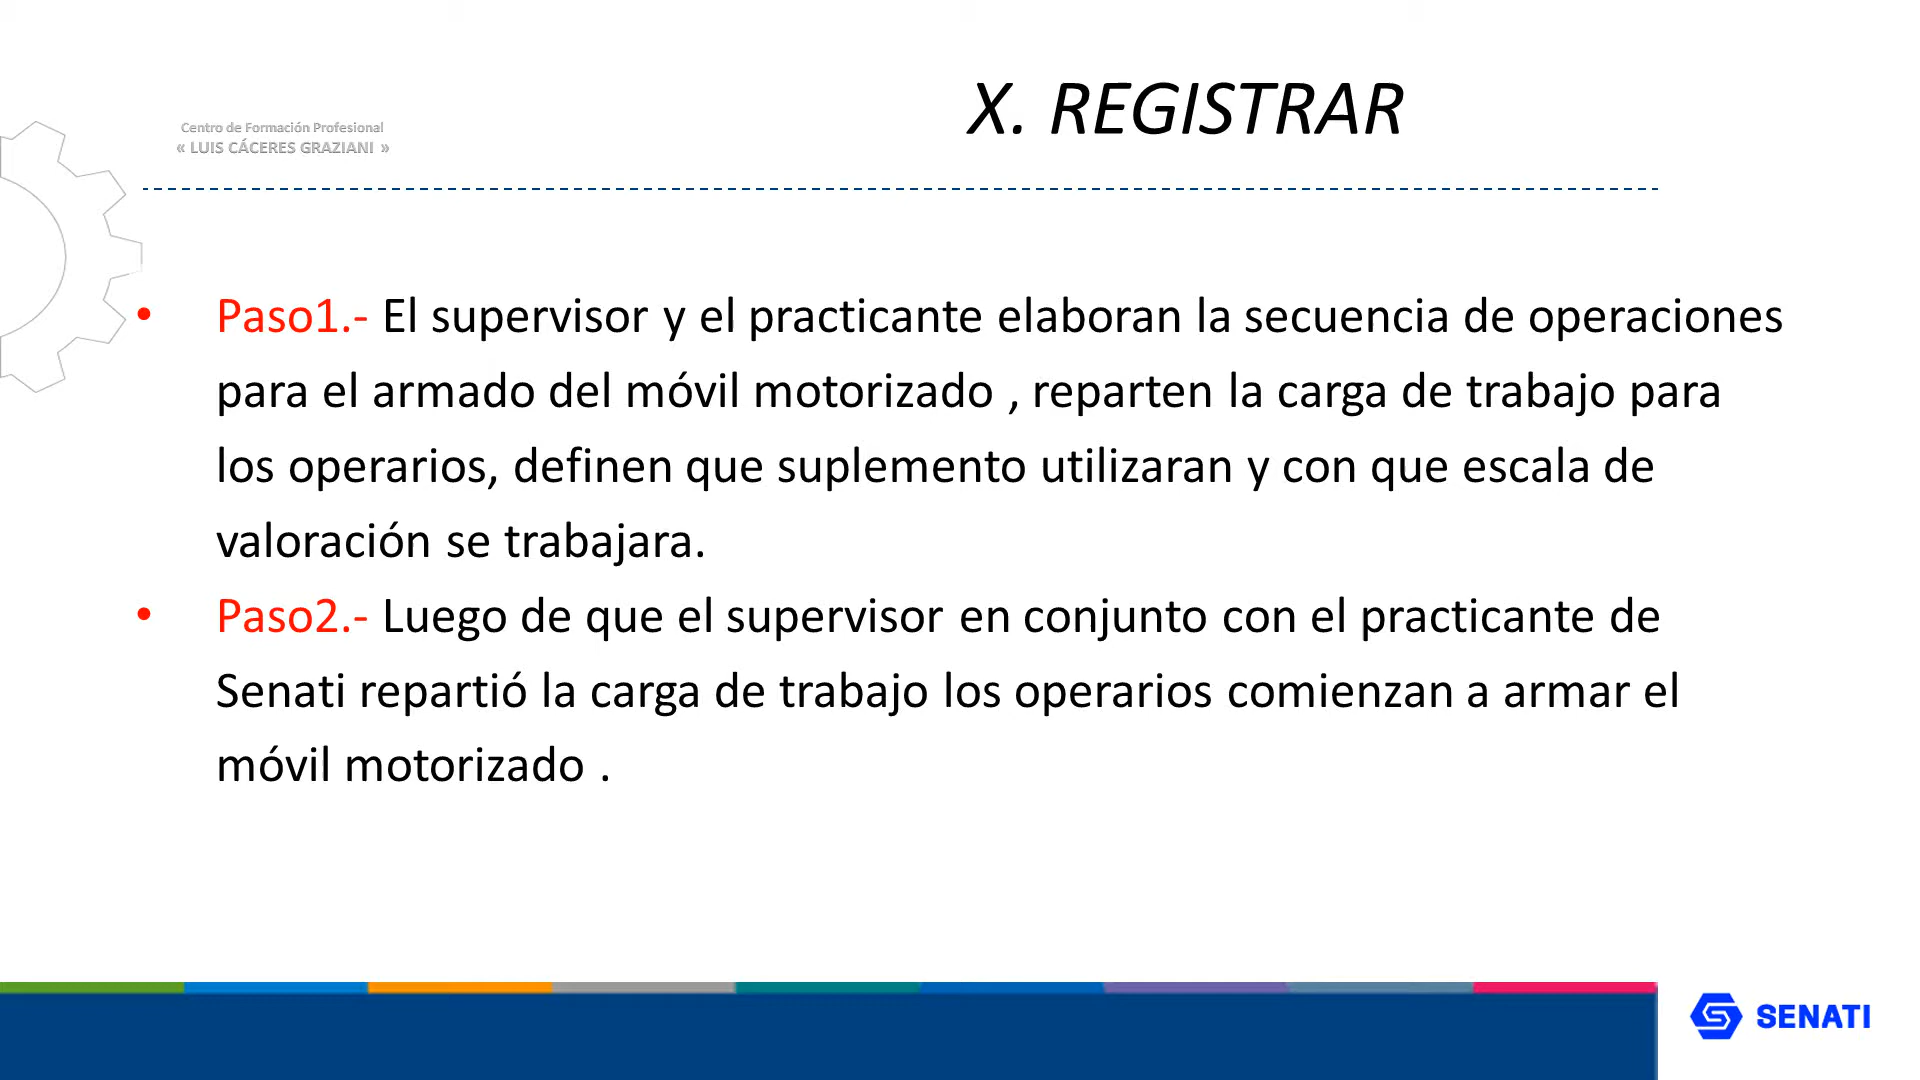 X. REGISTRAR
Centro de Formación Profesional
« LUIS CÁCERES GRAZIANI »
• Paso1.- El supervisor y el practicante elaboran la secuencia de operaciones
para el armado del móvil motorizado , reparten la carga de trabajo para
los operarios, definen que suplemento utilizaran y con que escala de
valoración se trabajara.
• Paso2.- Luego de que el supervisor en conjunto con el practicante de
Senati repartió la carga de trabajo los operarios comienzan a armar el
móvil motorizado .
SENATI